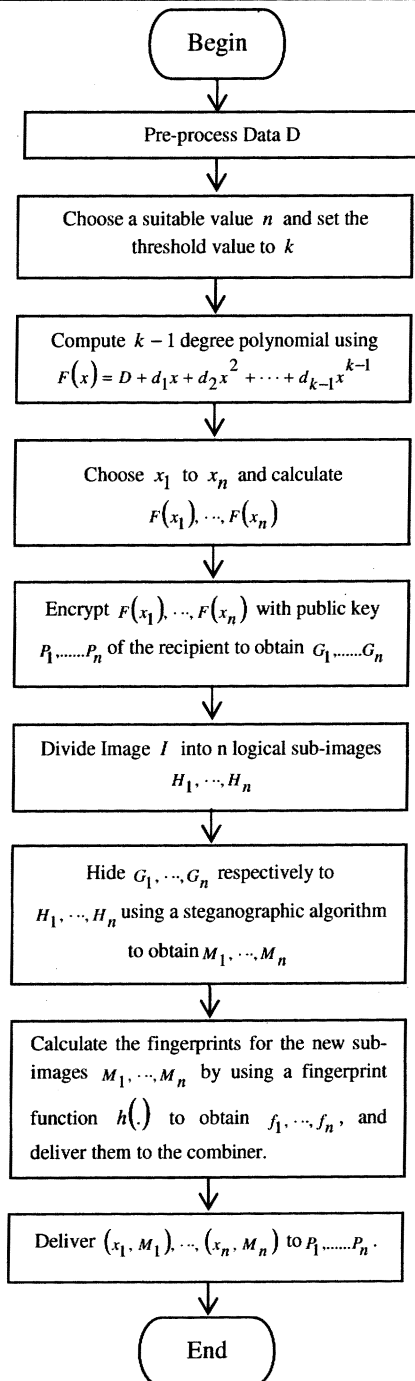 Begin
Pre-process Data D
Choose a suitable value n and set the
threshold value to k
Compute k − 1 degree polynomial using
F(x) = D + d₁x + d₂x² + ⋯ + dₖ₋₁xᵏ⁻¹
Choose x₁ to xₙ and calculate
F(x₁), ⋯, F(xₙ)
Encrypt F(x₁), ⋯, F(xₙ) with public key
P₁,......Pₙ of the recipient to obtain G₁,......Gₙ
Divide Image I into n logical sub-images
H₁, ⋯, Hₙ
Hide G₁, ⋯, Gₙ respectively to
H₁, ⋯, Hₙ using a steganographic algorithm
to obtain M₁, ⋯, Mₙ
Calculate the fingerprints for the new sub-
images M₁, ⋯, Mₙ by using a fingerprint
function h(.) to obtain f₁, ⋯, fₙ, and
deliver them to the combiner.
Deliver (x₁, M₁), ⋯, (xₙ, Mₙ) to P₁,......Pₙ.
End